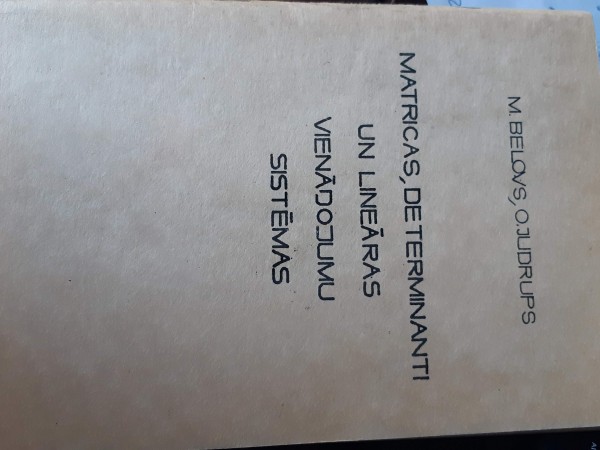 M. BELOVS, O. JUDRUPS
MATRICAS, DETERMINANTI
UN LINEĀRAS
VIENĀDOJUMU
SISTĒMAS